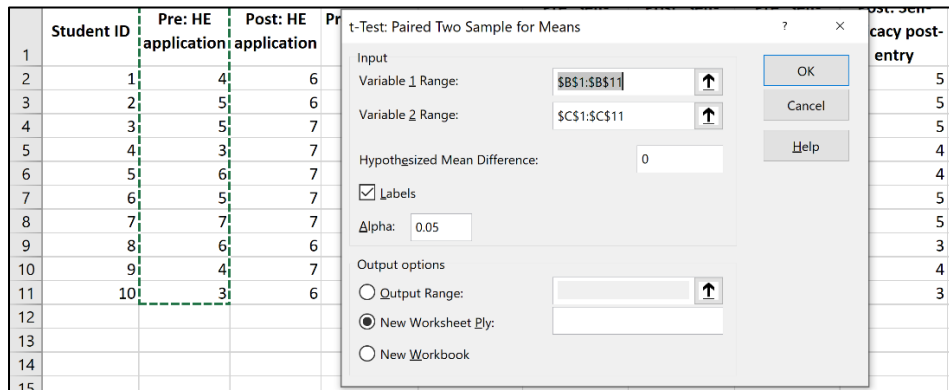 Student ID Pre: HE application Post: HE application Pr
cacy post-entry
1
2 1 4 6 5
3 2 5 6 5
4 3 5 7 5
5 4 3 7 4
6 5 6 7 4
7 6 5 7 5
8 7 7 7 5
9 8 6 6 3
10 9 4 7 4
11 10 3 6 3
12
13
14
15
t-Test: Paired Two Sample for Means ? ×
Input
Variable 1 Range: $B$1:$B$11
Variable 2 Range: $C$1:$C$11
Hypothesized Mean Difference: 0
Labels
Alpha: 0.05
OK
Cancel
Help
Output options
Output Range:
New Worksheet Ply:
New Workbook